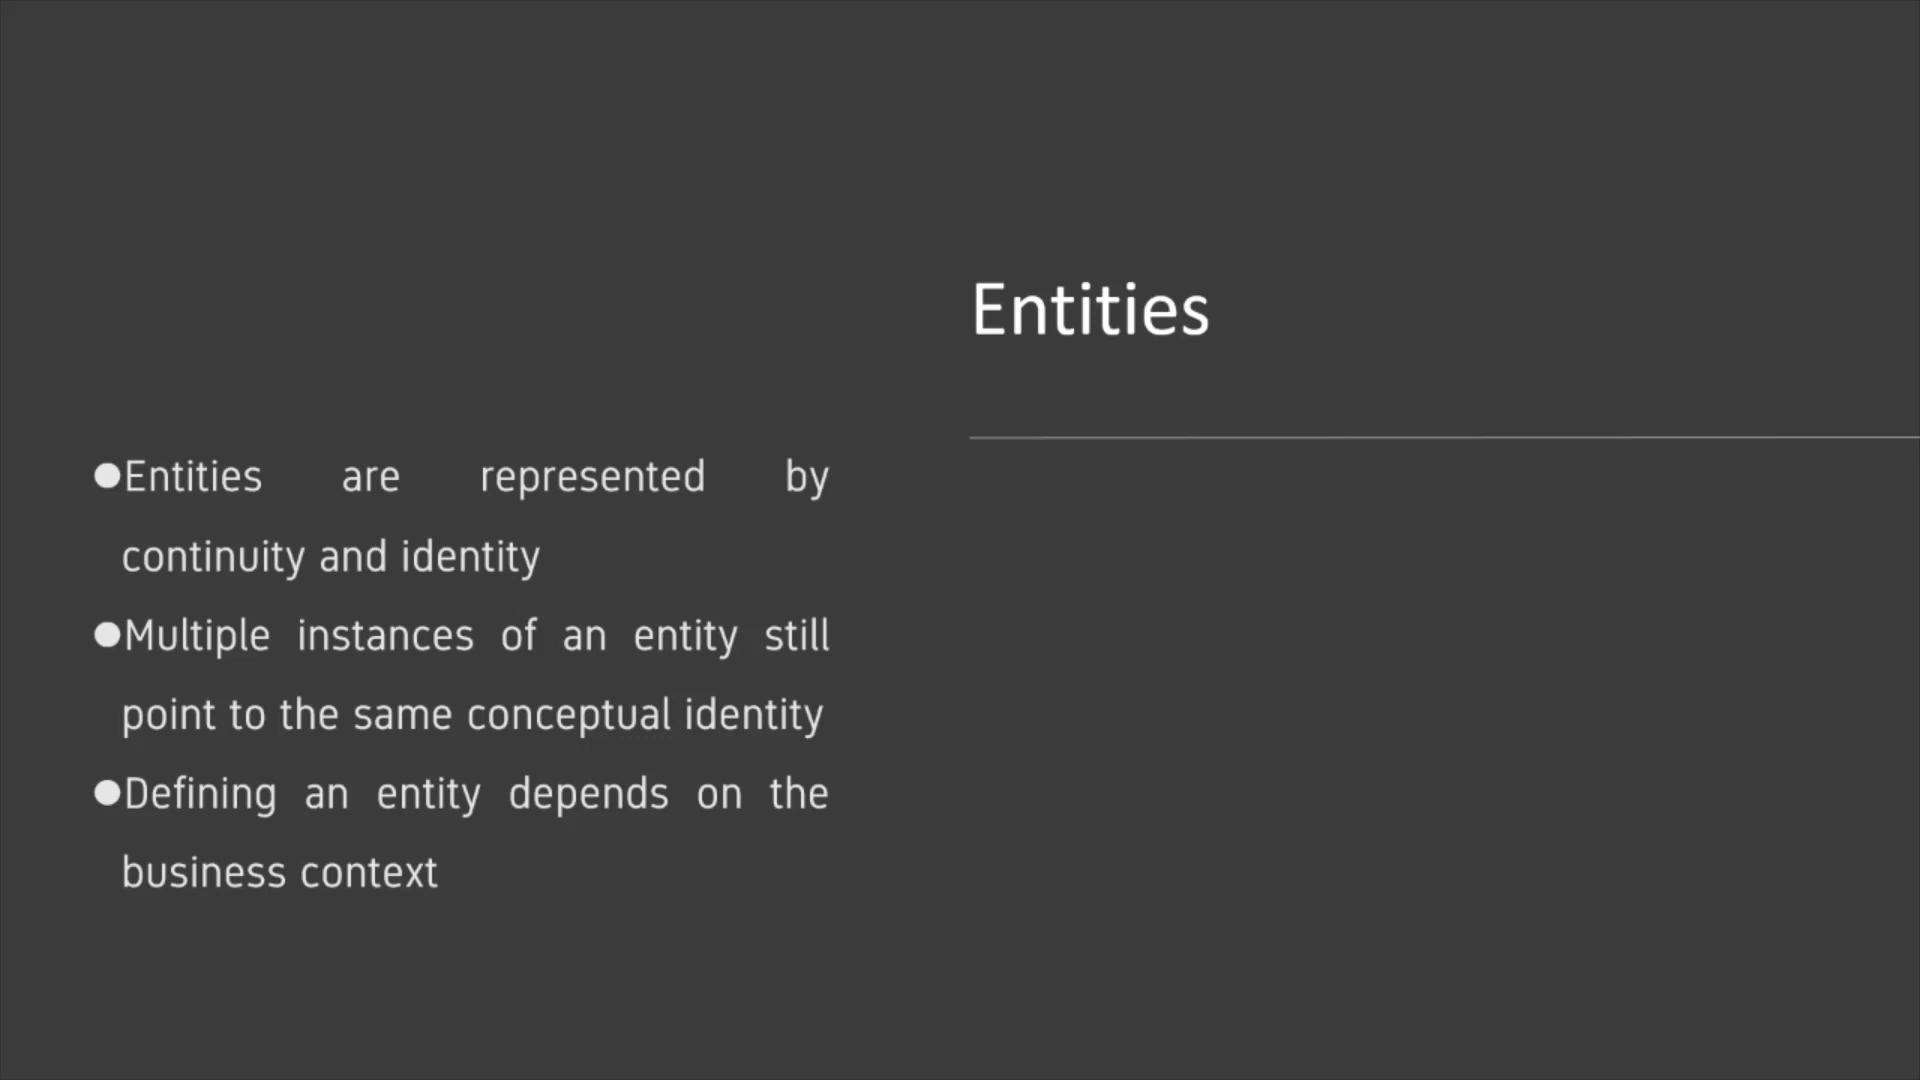 Entities
●Entities are represented by
continuity and identity
●Multiple instances of an entity still
point to the same conceptual identity
●Defining an entity depends on the
business context